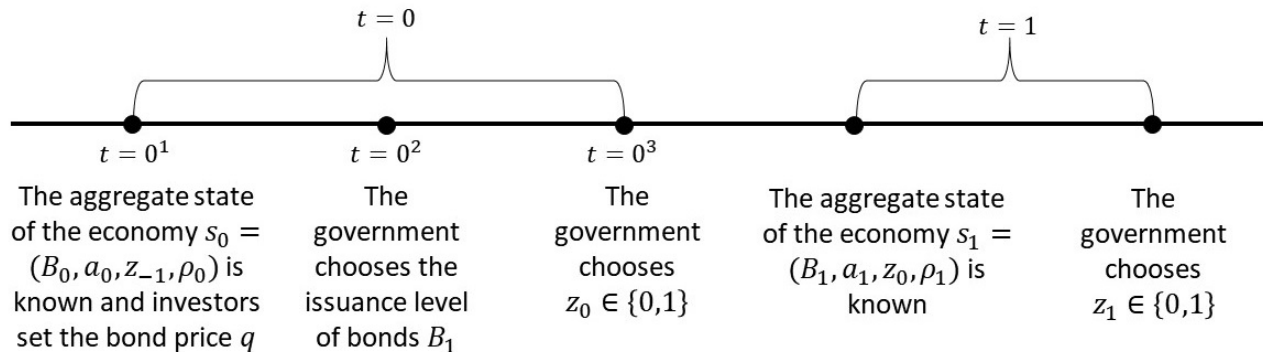 t = 0
t = 1
t = 0¹
t = 0²
t = 0³
The aggregate state
of the economy s₀ =
(B₀, a₀, z₋₁, ρ₀) is
known and investors
set the bond price q
The
government
chooses the
issuance level
of bonds B₁
The
government
chooses
z₀ ∈ {0,1}
The aggregate state
of the economy s₁ =
(B₁, a₁, z₀, ρ₁) is
known
The
government
chooses
z₁ ∈ {0,1}